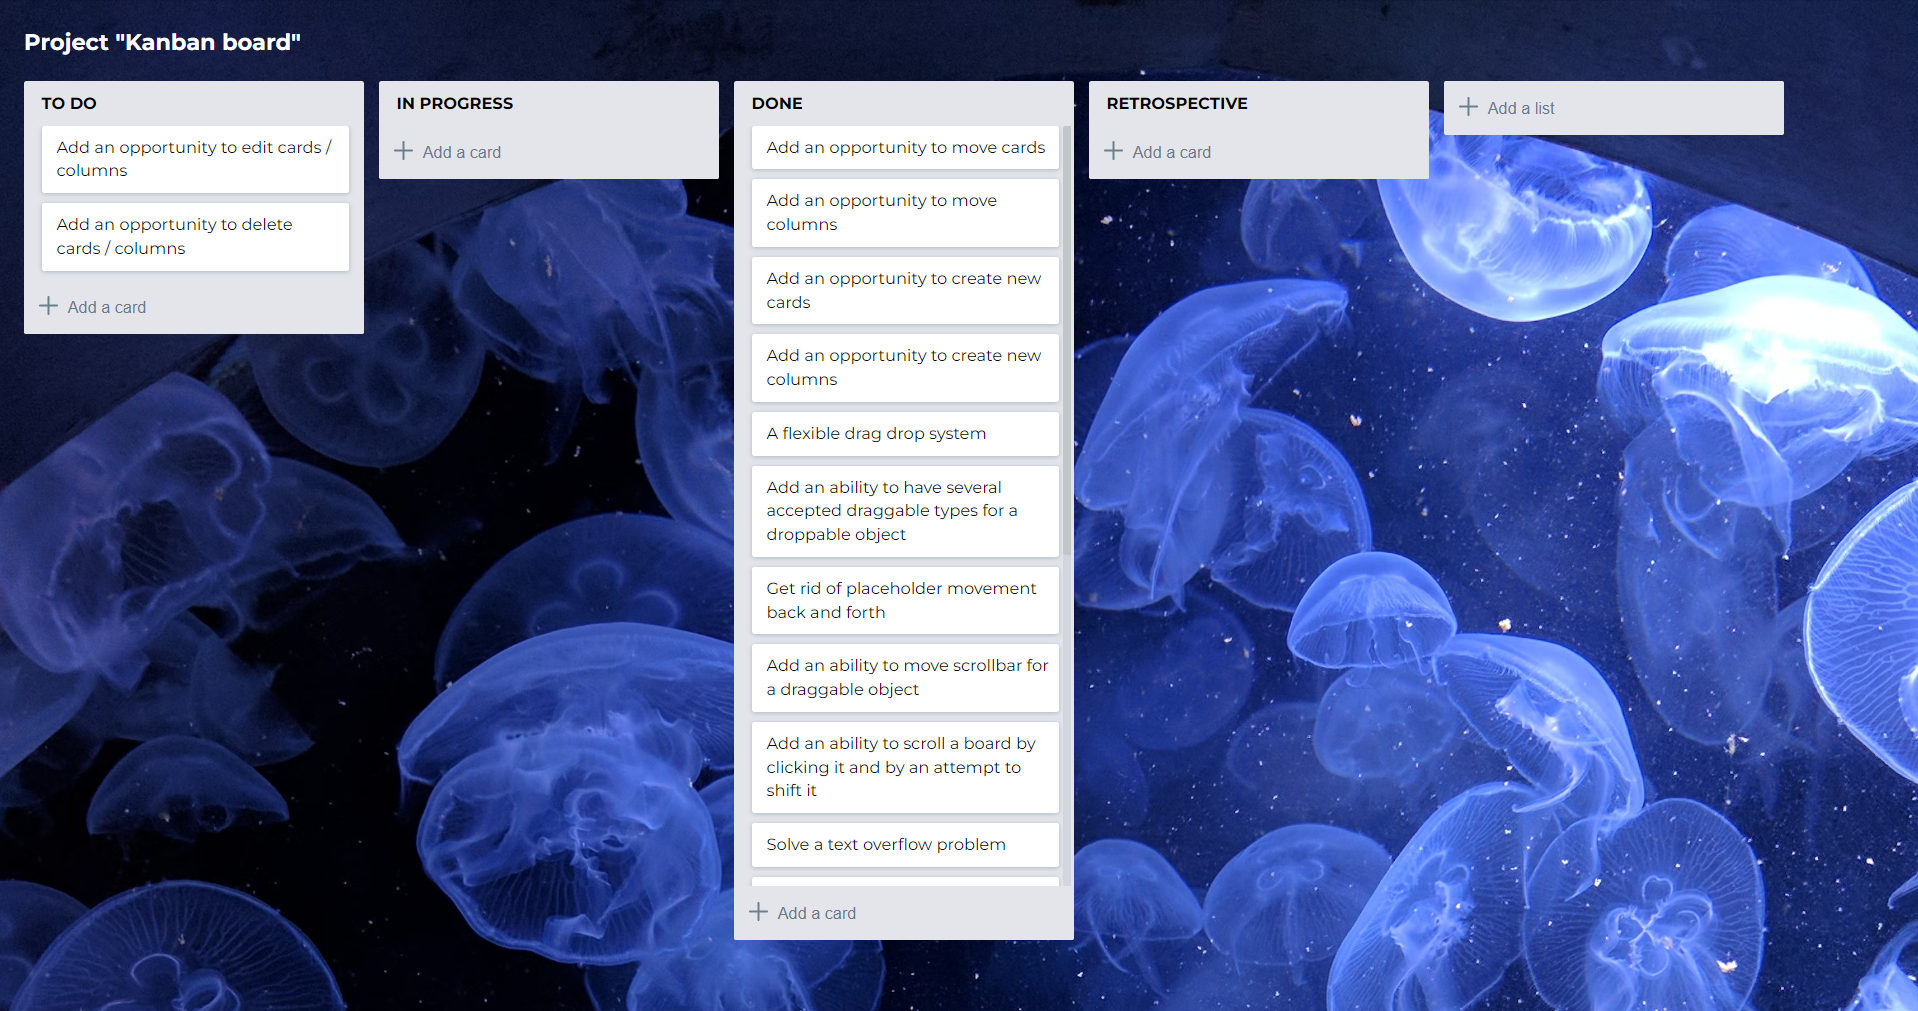 Project "Kanban board"
TO DO
Add an opportunity to edit cards /
columns
Add an opportunity to delete
cards / columns
Add a card
IN PROGRESS
Add a card
DONE
Add an opportunity to move cards
Add an opportunity to move
columns
Add an opportunity to create new
cards
Add an opportunity to create new
columns
A flexible drag drop system
Add an ability to have several
accepted draggable types for a
droppable object
Get rid of placeholder movement
back and forth
Add an ability to move scrollbar for
a draggable object
Add an ability to scroll a board by
clicking it and by an attempt to
shift it
Solve a text overflow problem
Add a card
RETROSPECTIVE
Add a card
Add a list